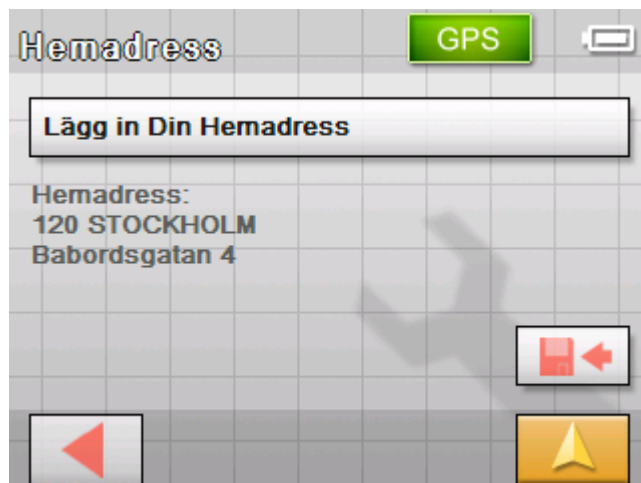 Hemadress
GPS
Lägg in Din Hemadress
Hemadress:
120 STOCKHOLM
Babordsgatan 4